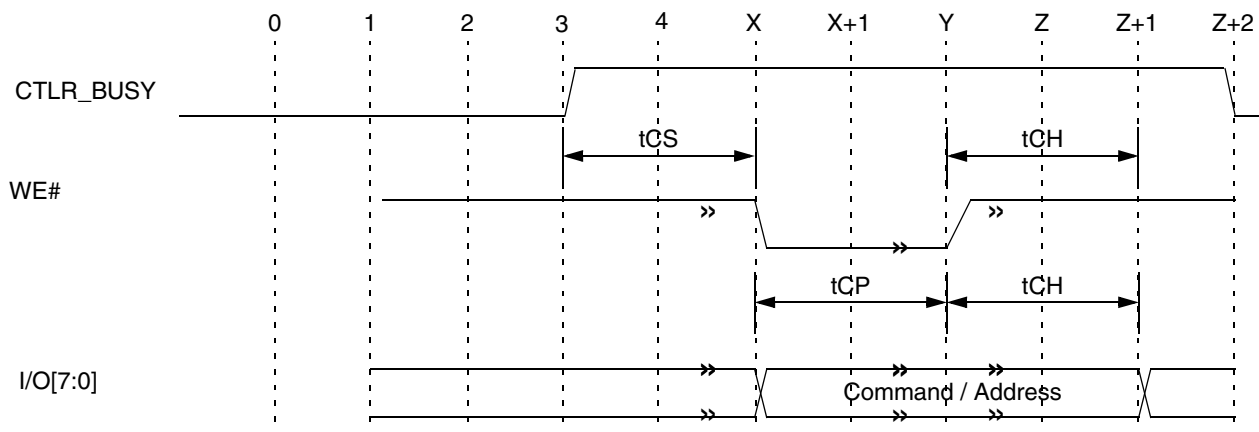 0 1 2 3 4 X X+1 Y Z Z+1 Z+2
CTLR_BUSY
tCS tCH
WE#
» »
»
tCP tCH
» » »
I/O[7:0]
Command / Address
» » »